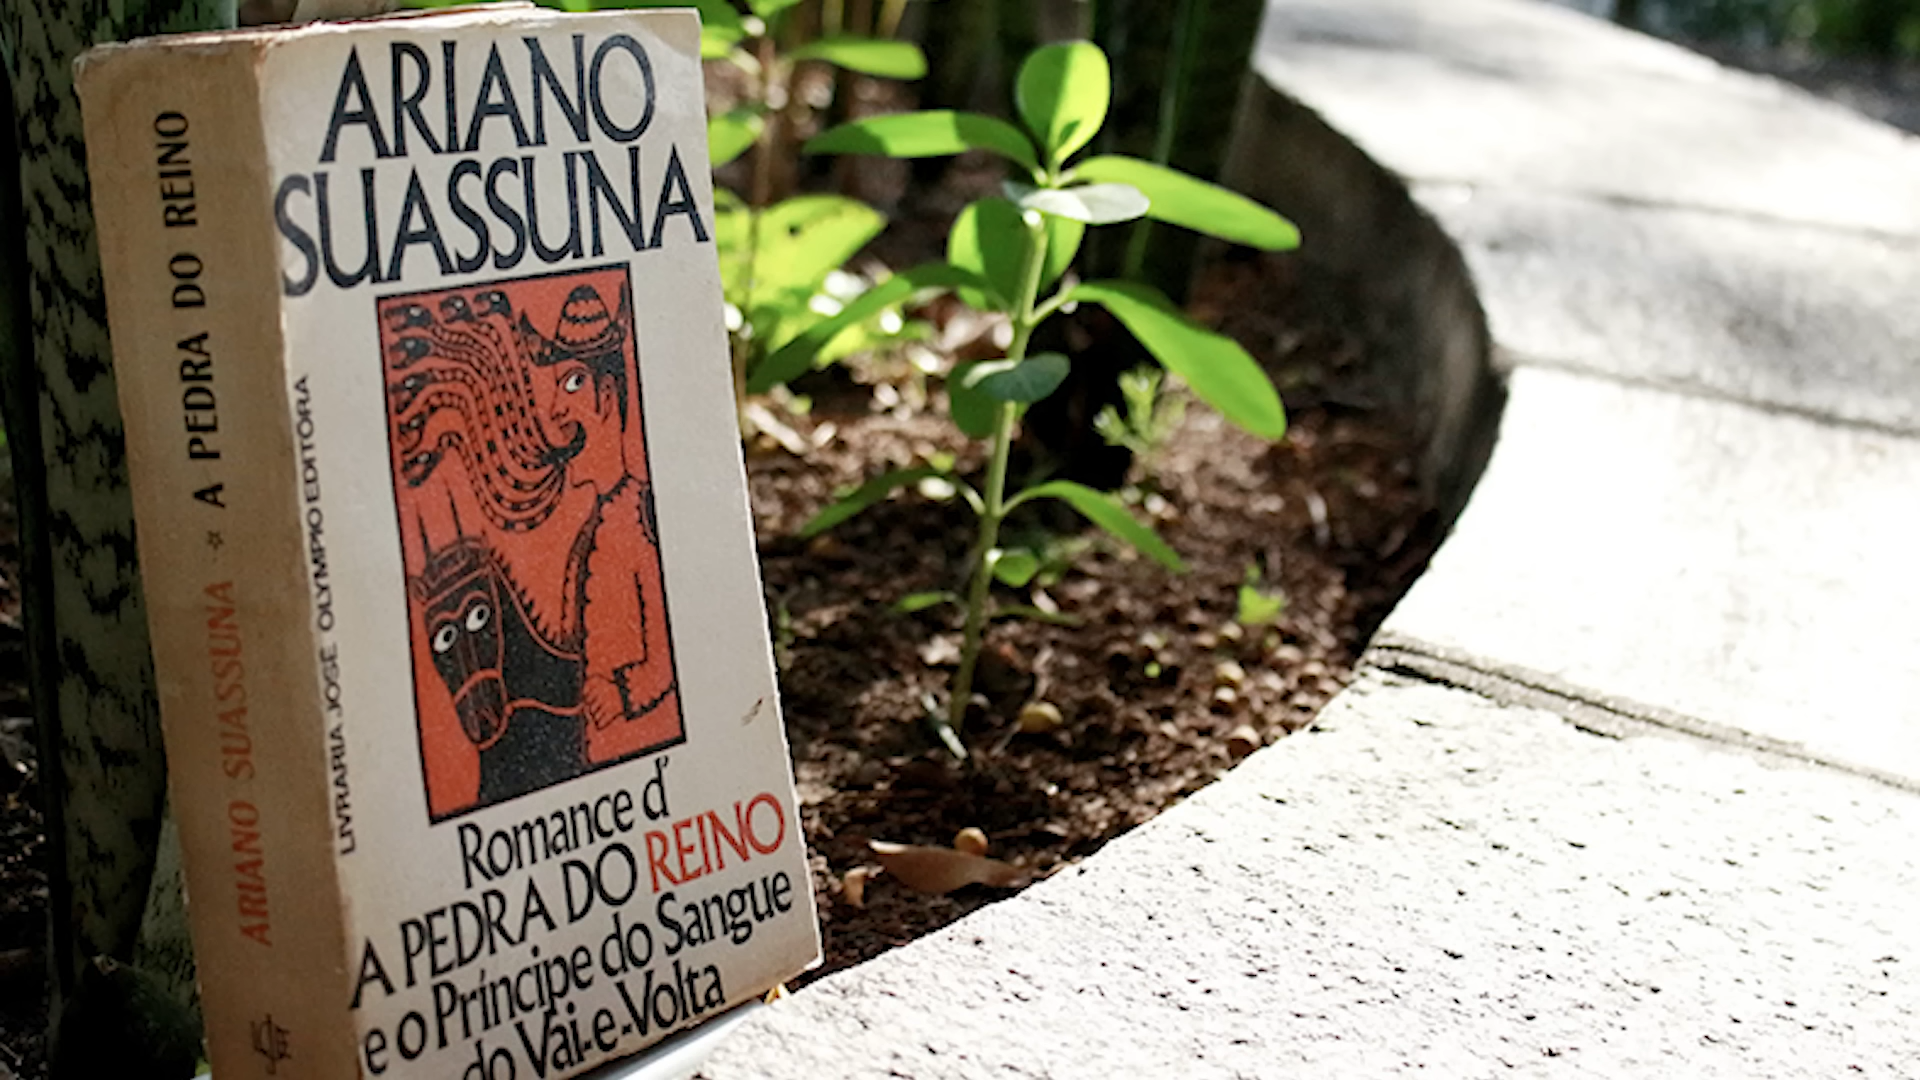 ARIANO
SUASSUNA
LIVRARIA JOSÉ OLYMPIO EDITORA
Romance d'
A PEDRA DO REINO
e o Príncipe do Sangue
do Vai-e-Volta
ARIANO SUASSUNA * A PEDRA DO REINO